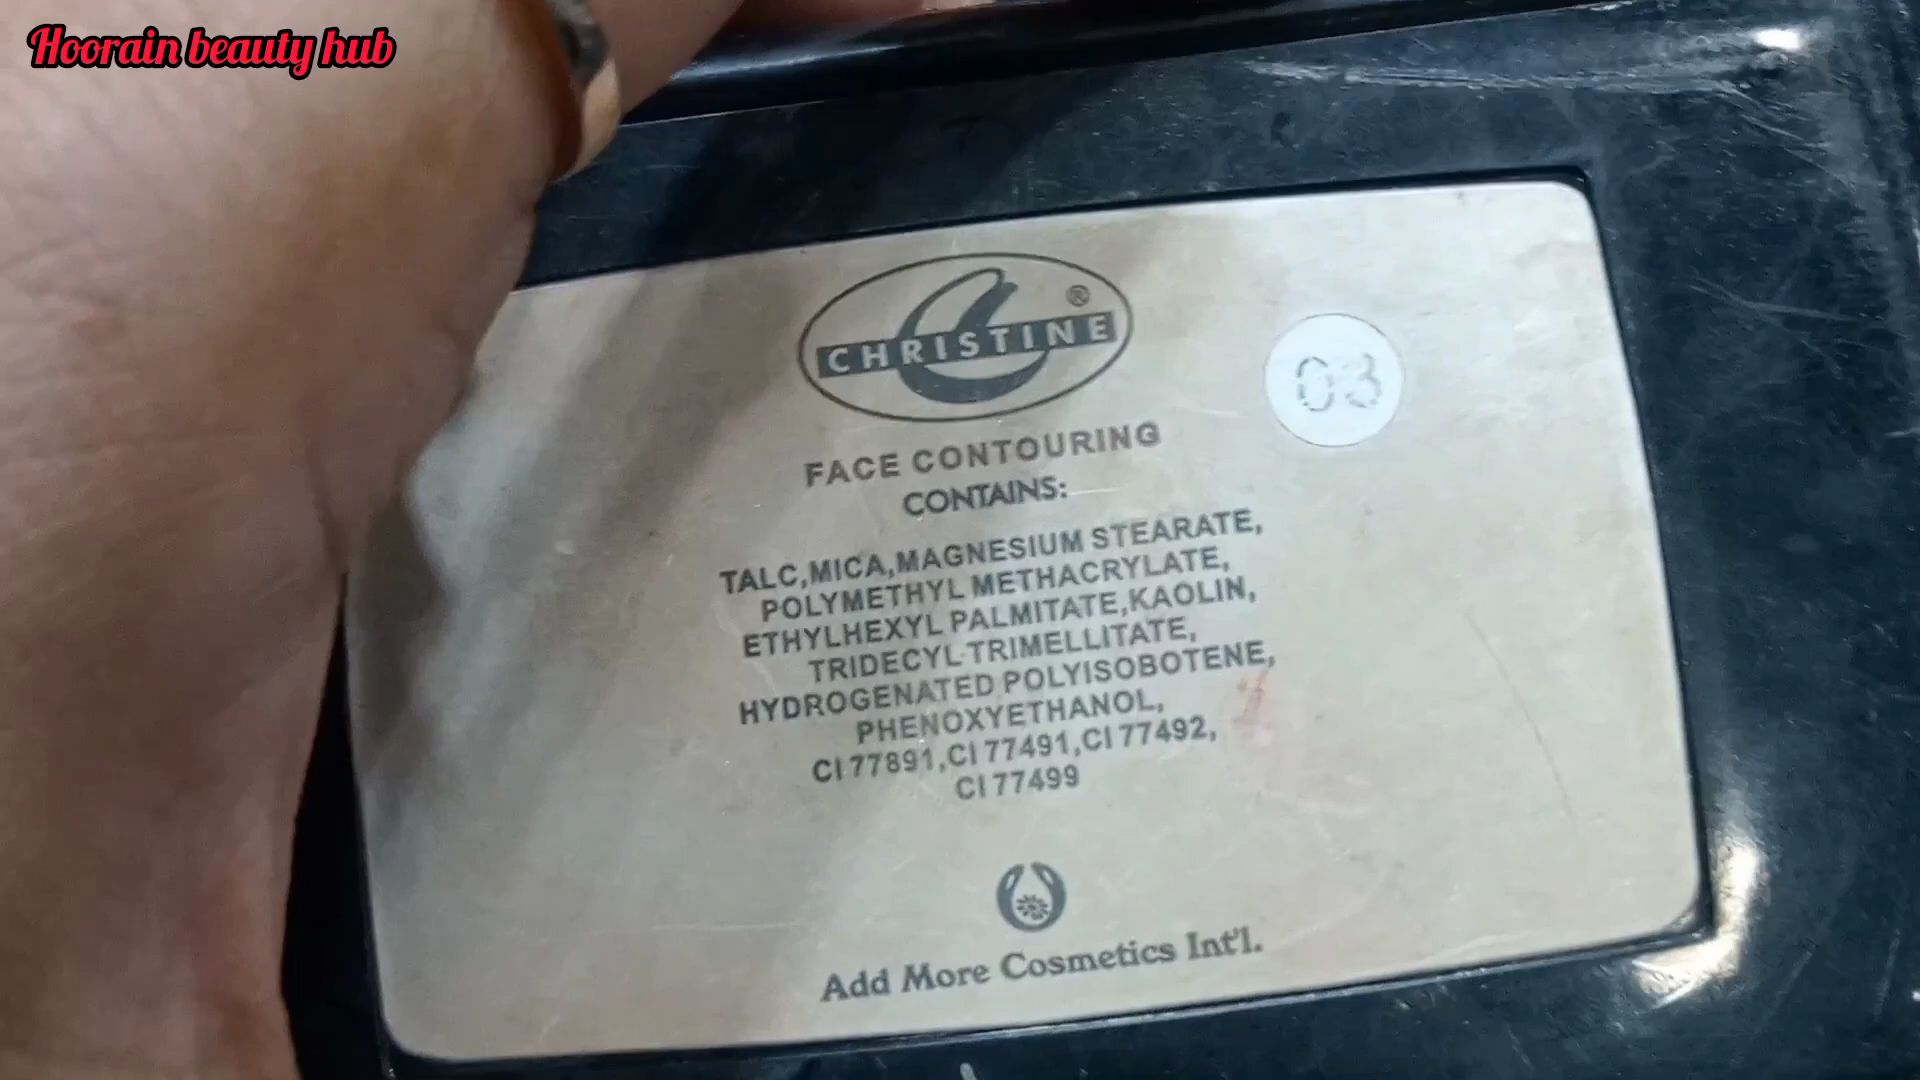 Hoorain beauty hub
CHRISTINE ®
03
FACE CONTOURING
CONTAINS:
TALC,MICA,MAGNESIUM STEARATE,
POLYMETHYL METHACRYLATE,
ETHYLHEXYL PALMITATE,KAOLIN,
TRIDECYL TRIMELLITATE,
HYDROGENATED POLYISOBOTENE,
PHENOXYETHANOL,
CI 77891,CI 77491,CI 77492,
CI 77499
Add More Cosmetics Int'l.